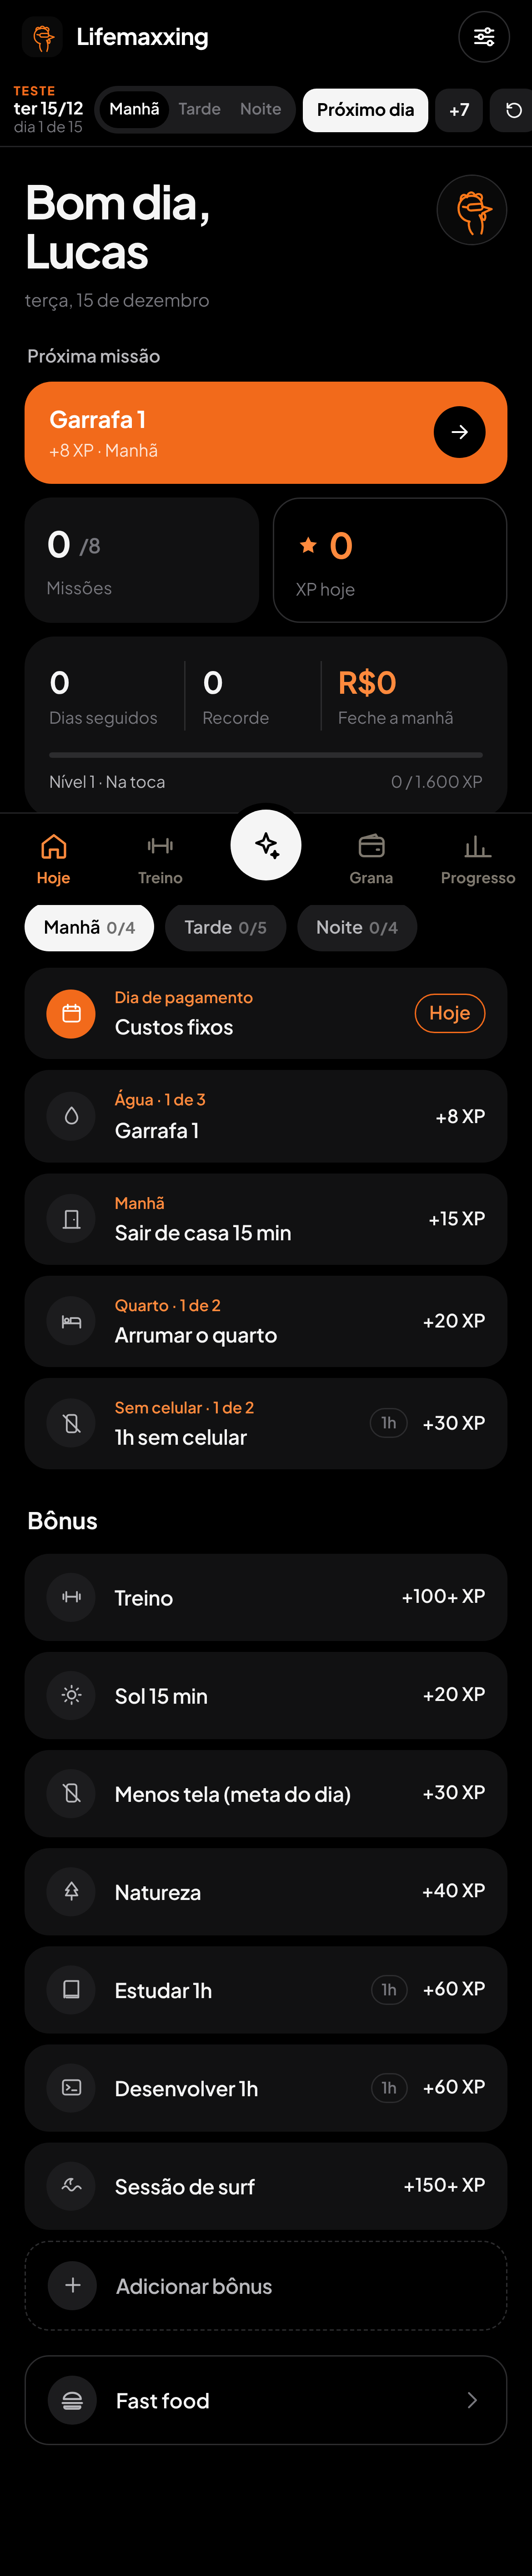 Lifemaxxing
TESTE
ter 15/12
dia 1 de 15
Manhã Tarde Noite
Próximo dia
+7
Bom dia,
Lucas
terça, 15 de dezembro
Próxima missão
Garrafa 1
+8 XP · Manhã
0 /8
Missões
0
XP hoje
0
Dias seguidos
0
Recorde
R$0
Feche a manhã
Nível 1 · Na toca
0 / 1.600 XP
Hoje
Treino
Grana
Progresso
Manhã 0/4
Tarde 0/5
Noite 0/4
Dia de pagamento
Custos fixos
Hoje
Água · 1 de 3
Garrafa 1
+8 XP
Manhã
Sair de casa 15 min
+15 XP
Quarto · 1 de 2
Arrumar o quarto
+20 XP
Sem celular · 1 de 2
1h sem celular
1h
+30 XP
Bônus
Treino
+100+ XP
Sol 15 min
+20 XP
Menos tela (meta do dia)
+30 XP
Natureza
+40 XP
Estudar 1h
1h
+60 XP
Desenvolver 1h
1h
+60 XP
Sessão de surf
+150+ XP
Adicionar bônus
Fast food